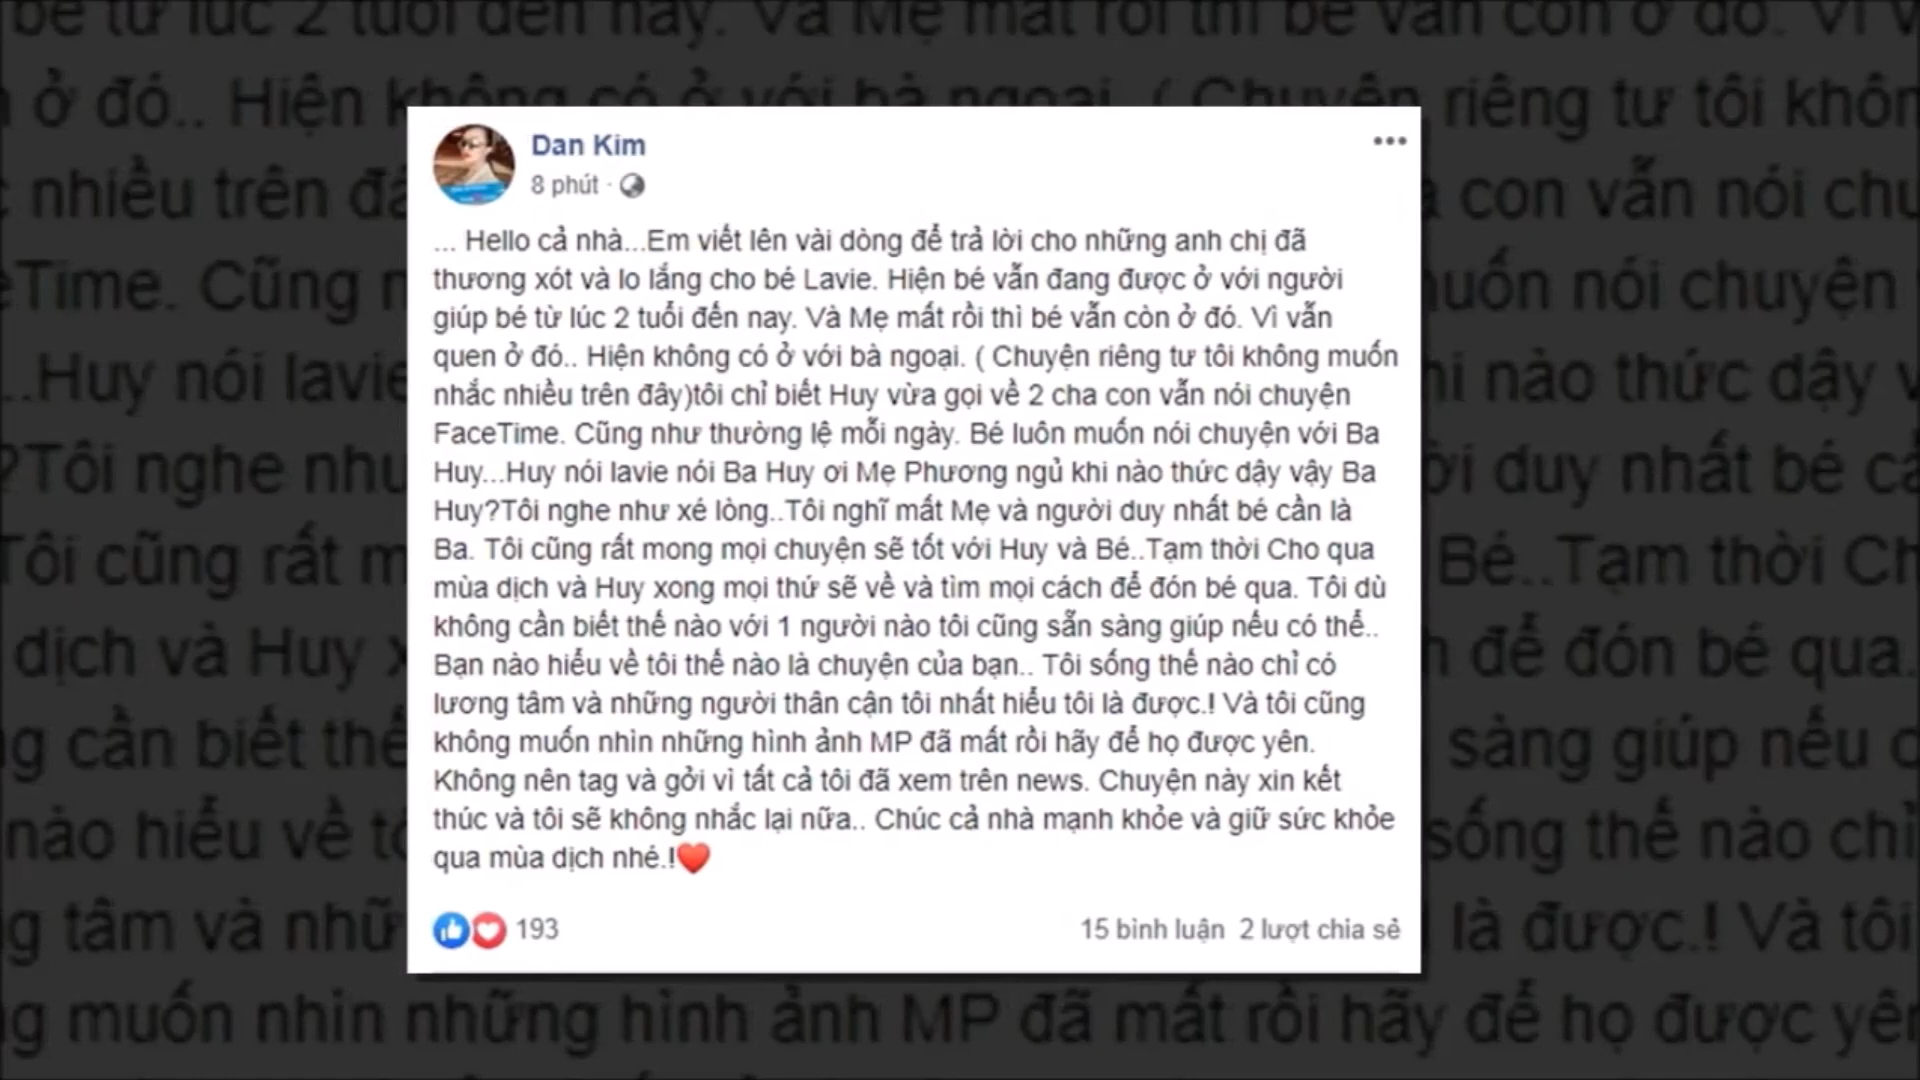 Dan Kim
8 phút ·
... Hello cả nhà...Em viết lên vài dòng để trả lời cho những anh chị đã
thương xót và lo lắng cho bé Lavie. Hiện bé vẫn đang được ở với người
giúp bé từ lúc 2 tuổi đến nay. Và Mẹ mất rồi thì bé vẫn còn ở đó. Vì vẫn
quen ở đó.. Hiện không có ở với bà ngoại. ( Chuyện riêng tư tôi không muốn
nhắc nhiều trên đây)tôi chỉ biết Huy vừa gọi về 2 cha con vẫn nói chuyện
FaceTime. Cũng như thường lệ mỗi ngày. Bé luôn muốn nói chuyện với Ba
Huy...Huy nói lavie nói Ba Huy ơi Mẹ Phương ngủ khi nào thức dậy vậy Ba
Huy?Tôi nghe như xé lòng..Tôi nghĩ mất Mẹ và người duy nhất bé cần là
Ba. Tôi cũng rất mong mọi chuyện sẽ tốt với Huy và Bé..Tạm thời Cho qua
mùa dịch và Huy xong mọi thứ sẽ về và tìm mọi cách để đón bé qua. Tôi dù
không cần biết thế nào với 1 người nào tôi cũng sẵn sàng giúp nếu có thể..
Bạn nào hiểu về tôi thế nào là chuyện của bạn.. Tôi sống thế nào chỉ có
lương tâm và những người thân cận tôi nhất hiểu tôi là được.! Và tôi cũng
không muốn nhìn những hình ảnh MP đã mất rồi hãy để họ được yên.
Không nên tag và gởi vì tất cả tôi đã xem trên news. Chuyện này xin kết
thúc và tôi sẽ không nhắc lại nữa.. Chúc cả nhà mạnh khỏe và giữ sức khỏe
qua mùa dịch nhé.!❤️
193
15 bình luận 2 lượt chia sẻ